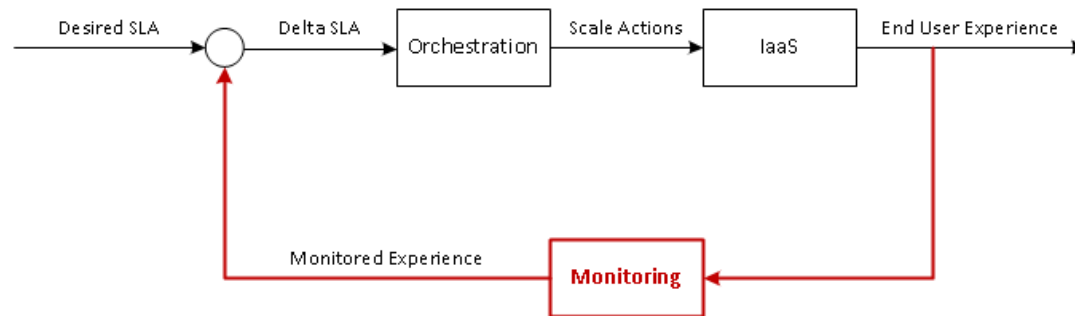 Desired SLA
Delta SLA
Orchestration
Scale Actions
IaaS
End User Experience
Monitored Experience
Monitoring